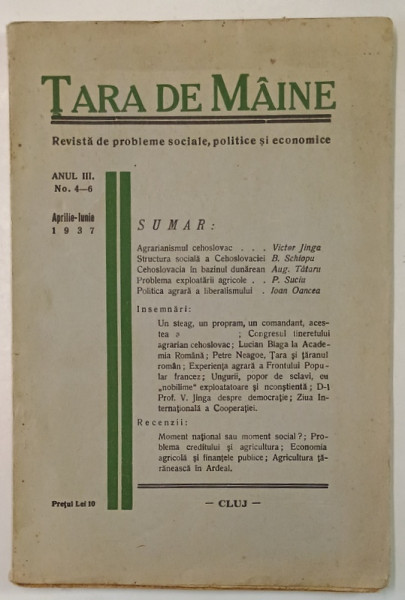 ȚARA DE MÂINE
Revistă de probleme sociale, politice și economice
ANUL III.
No. 4—6
Aprilie-Iunie
1937
SUMAR:
Agrarianismul cehoslovac . . . Victor Jinga
Structura socială a Cehoslovaciei B. Schiopu
Cehoslovacia în bazinul dunărean Aug. Tătaru
Problema exploatării agricole . . P. Suciu
Politica agrară a liberalismului . Ioan Oancea
Insemnări:
Un steag, un propram, un comandant, aces-
tea ; Congresul tineretului
agrarian cehoslovac; Lucian Blaga la Acade-
mia Română; Petre Neagoe, Țara și țăranul
român; Experiența agrară a Frontului Popu-
lar francez; Ungurii, popor de sclavi, cu
„nobilime" exploatatoare și inconștientă; D-l
Prof. V. Jinga despre democrație; Ziua In-
ternațională a Cooperației.
Recenzii:
Moment național sau moment social?; Pro-
blema creditului și agricultura; Economia
agricolă și finanțele publice; Agricultura ță-
rănească în Ardeal.
Prețul Lei 10
— CLUJ —